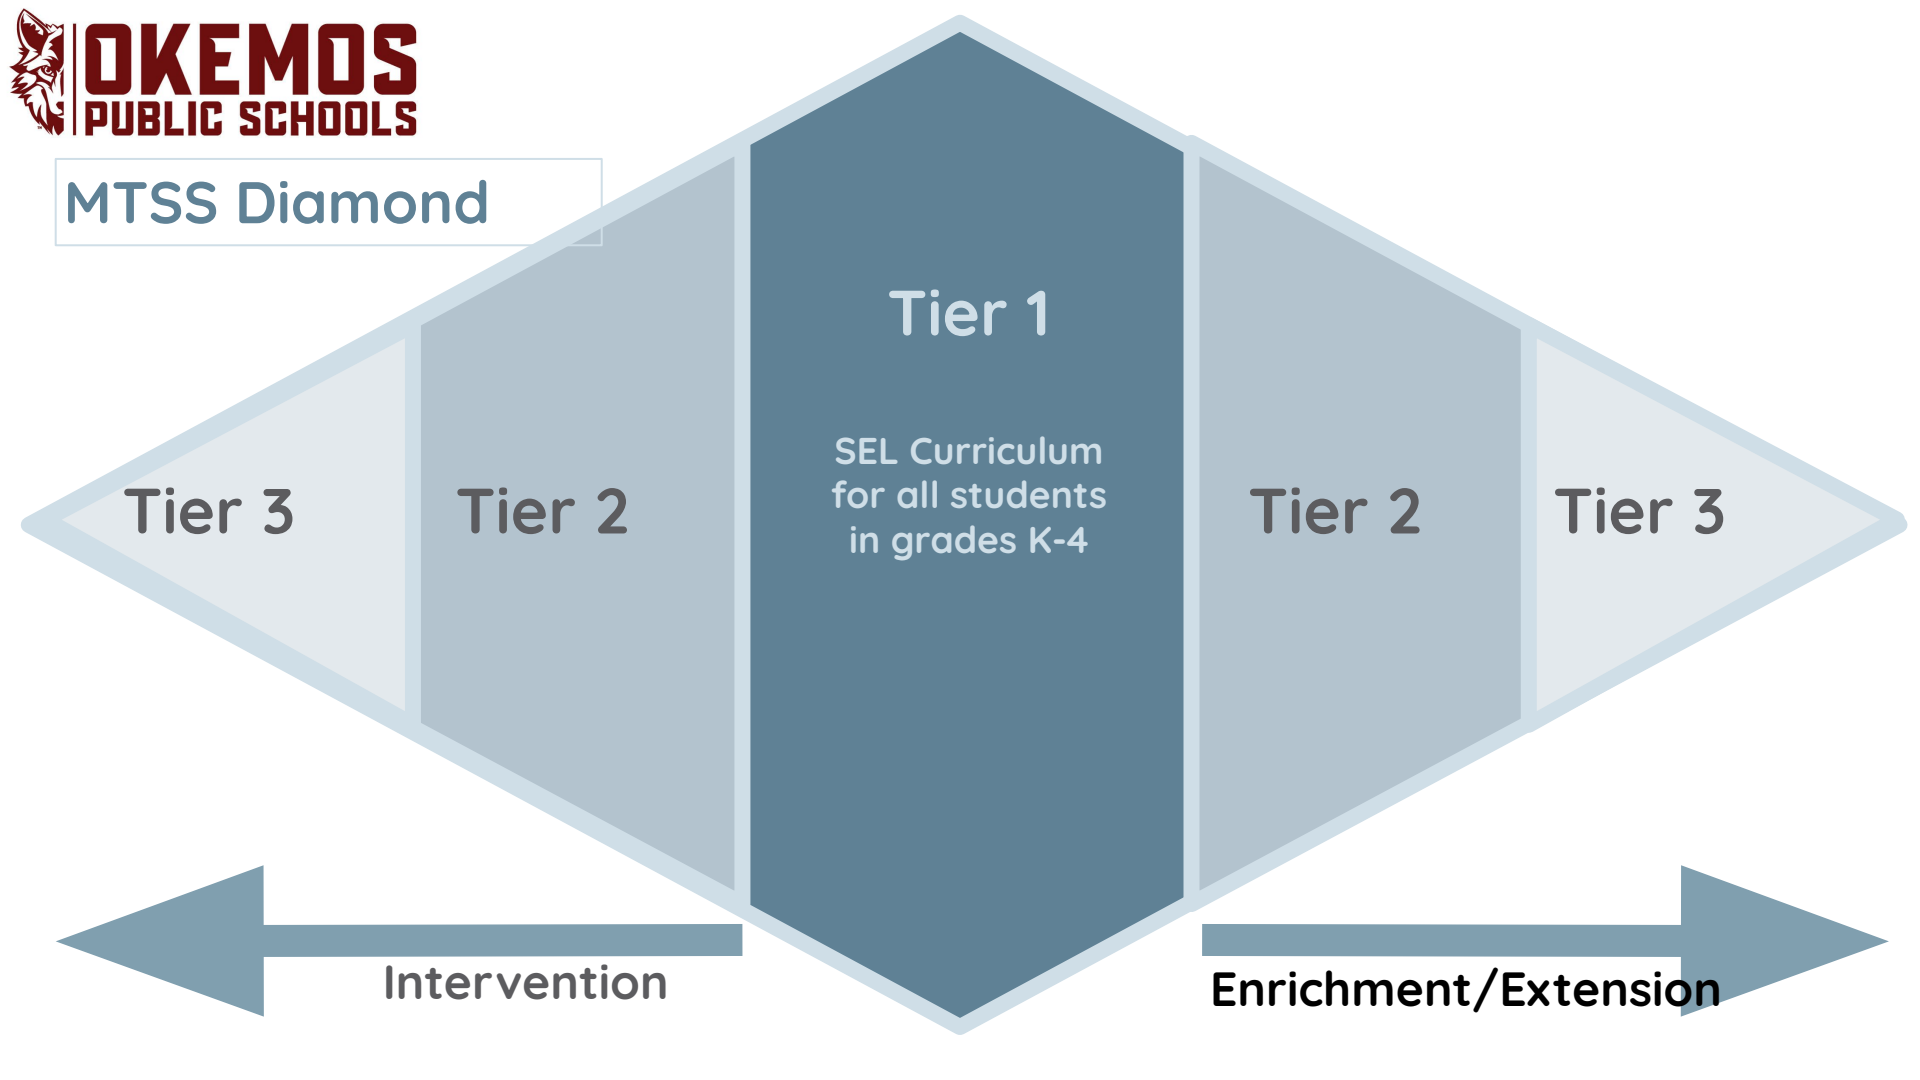 OKEMOS
PUBLIC SCHOOLS
MTSS Diamond
Tier 1
SEL Curriculum
for all students
in grades K-4
Tier 3
Tier 2
Tier 2
Tier 3
Intervention
Enrichment/Extension